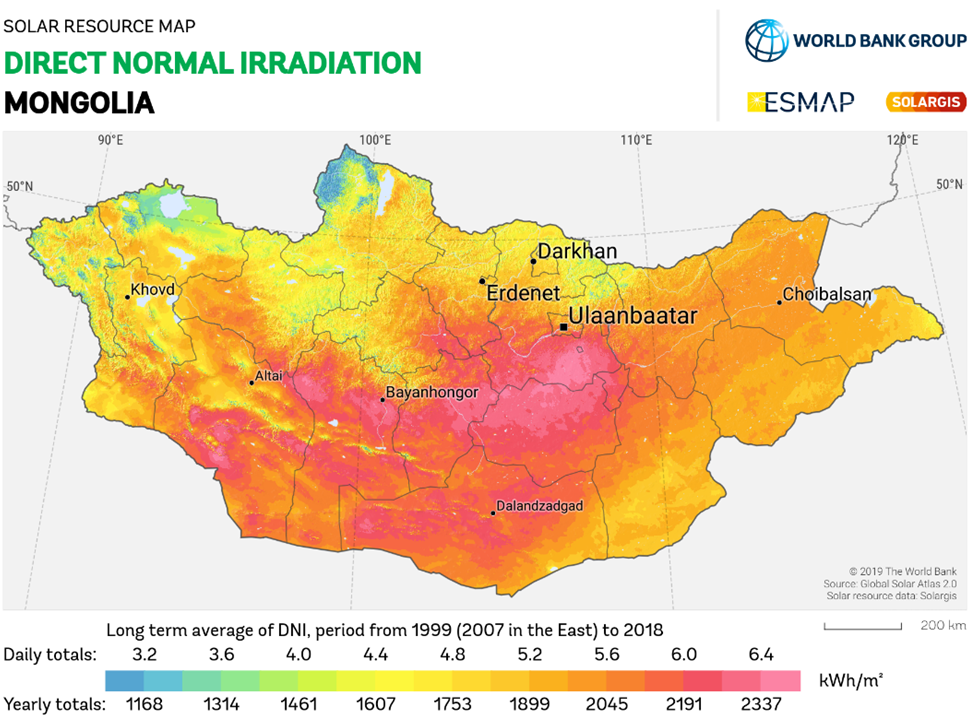 SOLAR RESOURCE MAP
DIRECT NORMAL IRRADIATION
MONGOLIA
WORLD BANK GROUP
ESMAP
SOLARGIS
90°E
100°E
110°E
120°E
50°N
50°N
Darkhan
Khovd
Erdenet
Choibalsan
Ulaanbaatar
Altai
Bayanhongor
Dalandzadgad
© 2019 The World Bank
Source: Global Solar Atlas 2.0
Solar resource data: Solargis
200 km
Long term average of DNI, period from 1999 (2007 in the East) to 2018
Daily totals: 3.2 3.6 4.0 4.4 4.8 5.2 5.6 6.0 6.4
kWh/m²
Yearly totals: 1168 1314 1461 1607 1753 1899 2045 2191 2337